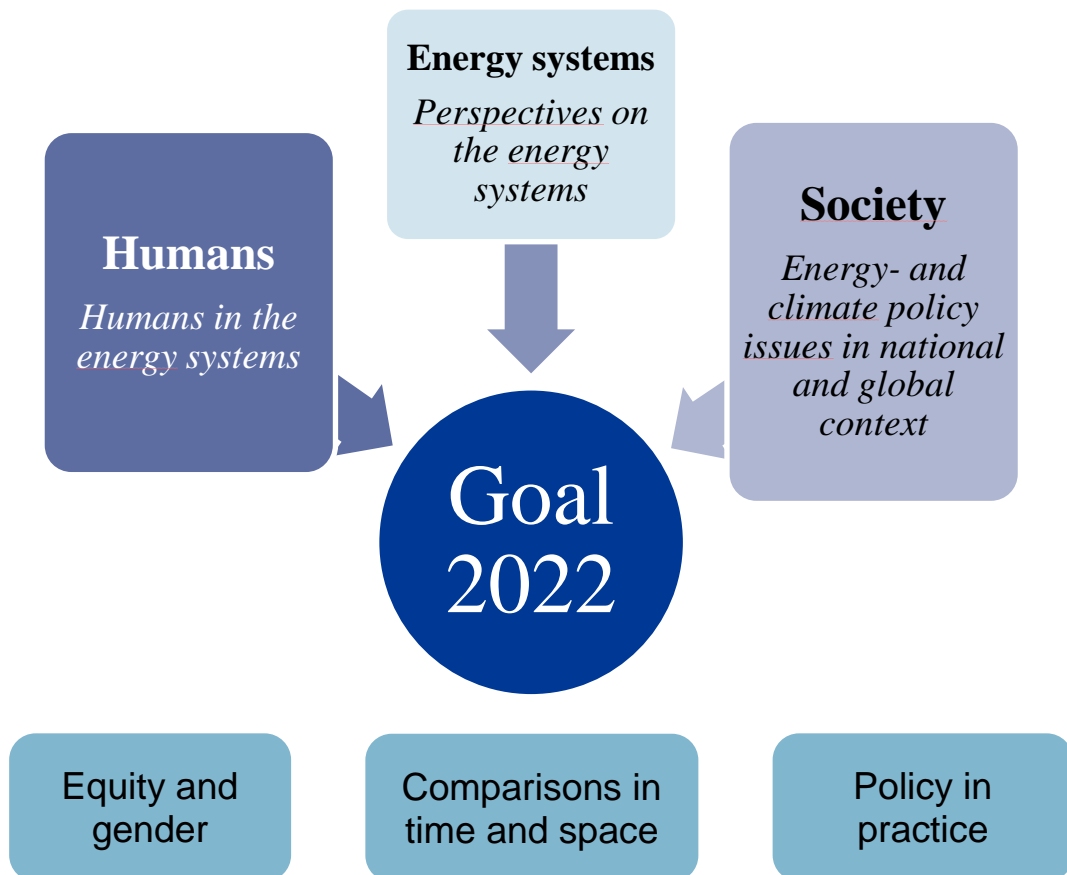 Energy systems
Perspectives on
the energy
systems
Humans
Humans in the
energy systems
Society
Energy- and
climate policy
issues in national
and global
context
Goal
2022
Equity and
gender
Comparisons in
time and space
Policy in
practice